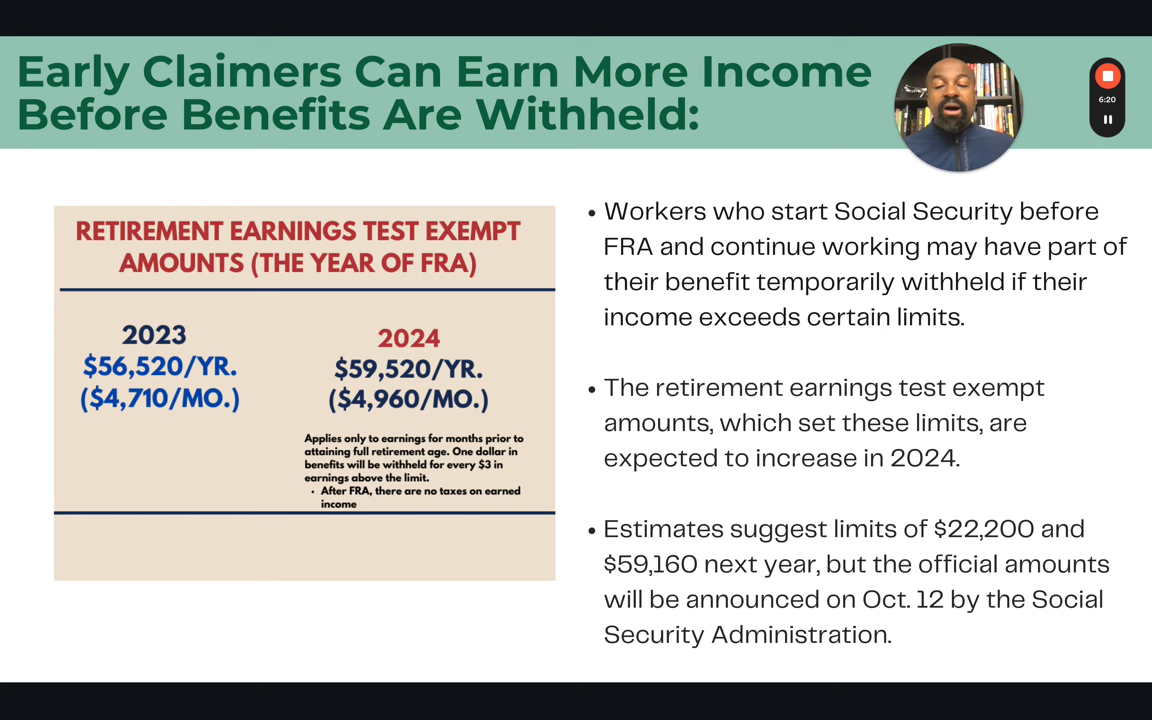 Early Claimers Can Earn More Income
Before Benefits Are Withheld:
6:20
RETIREMENT EARNINGS TEST EXEMPT
AMOUNTS (THE YEAR OF FRA)
2023
$56,520/YR.
($4,710/MO.)
2024
$59,520/YR.
($4,960/MO.)
Applies only to earnings for months prior to
attaining full retirement age. One dollar in
benefits will be withheld for every $3 in
earnings above the limit.
• After FRA, there are no taxes on earned
income
• Workers who start Social Security before
FRA and continue working may have part of
their benefit temporarily withheld if their
income exceeds certain limits.
• The retirement earnings test exempt
amounts, which set these limits, are
expected to increase in 2024.
• Estimates suggest limits of $22,200 and
$59,160 next year, but the official amounts
will be announced on Oct. 12 by the Social
Security Administration.